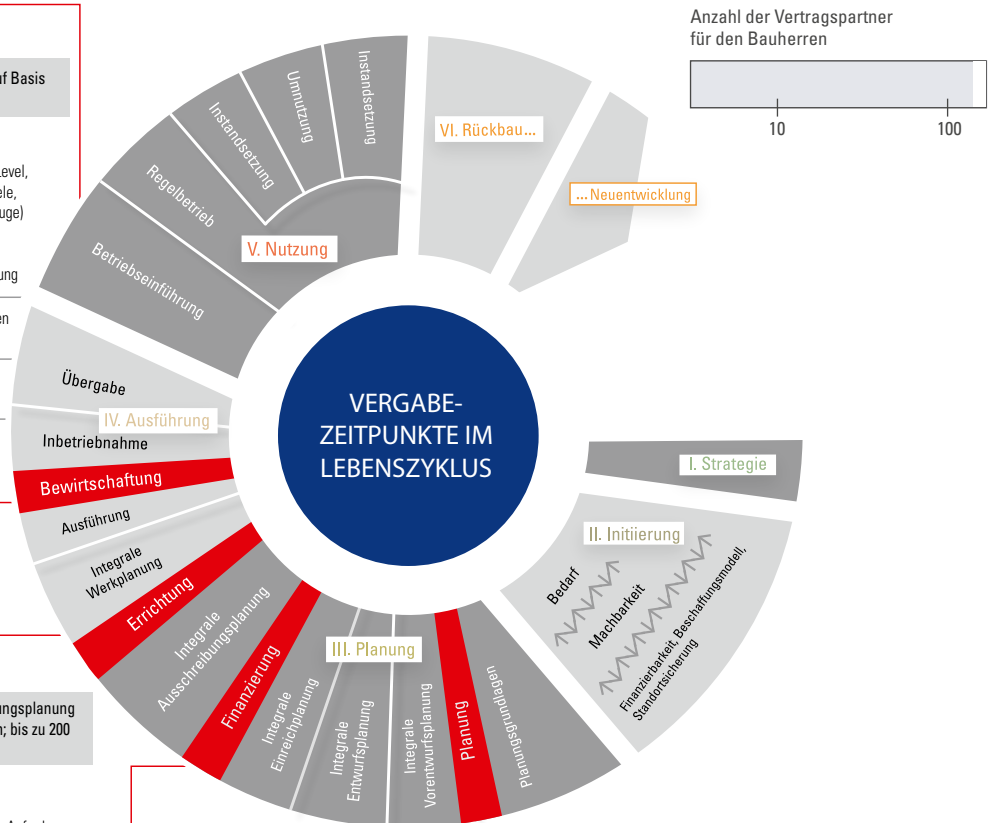 Anzahl der Vertragspartner
für den Bauherren
10
100
uf Basis
Level,
ele,
uge)
ung
en
ungsplanung
n; bis zu 200
VERGABE-
ZEITPUNKTE IM
LEBENSZYKLUS
I. Strategie
II. Initiierung
Bedarf
Machbarkeit
Finanzierbarkeit, Beschaffungsmodell,
Standortsicherung
III. Planung
Planungsgrundlagen
Planung
Integrale
Vorentwurfsplanung
Integrale
Entwurfsplanung
Integrale
Einreichplanung
Finanzierung
Integrale
Ausschreibungsplanung
Errichtung
Integrale
Werkplanung
Ausführung
Bewirtschaftung
Inbetriebnahme
IV. Ausführung
Übergabe
V. Nutzung
Betriebseinführung
Regelbetrieb
Instandsetzung
Umnutzung
Instandsetzung
VI. Rückbau...
... Neuentwicklung